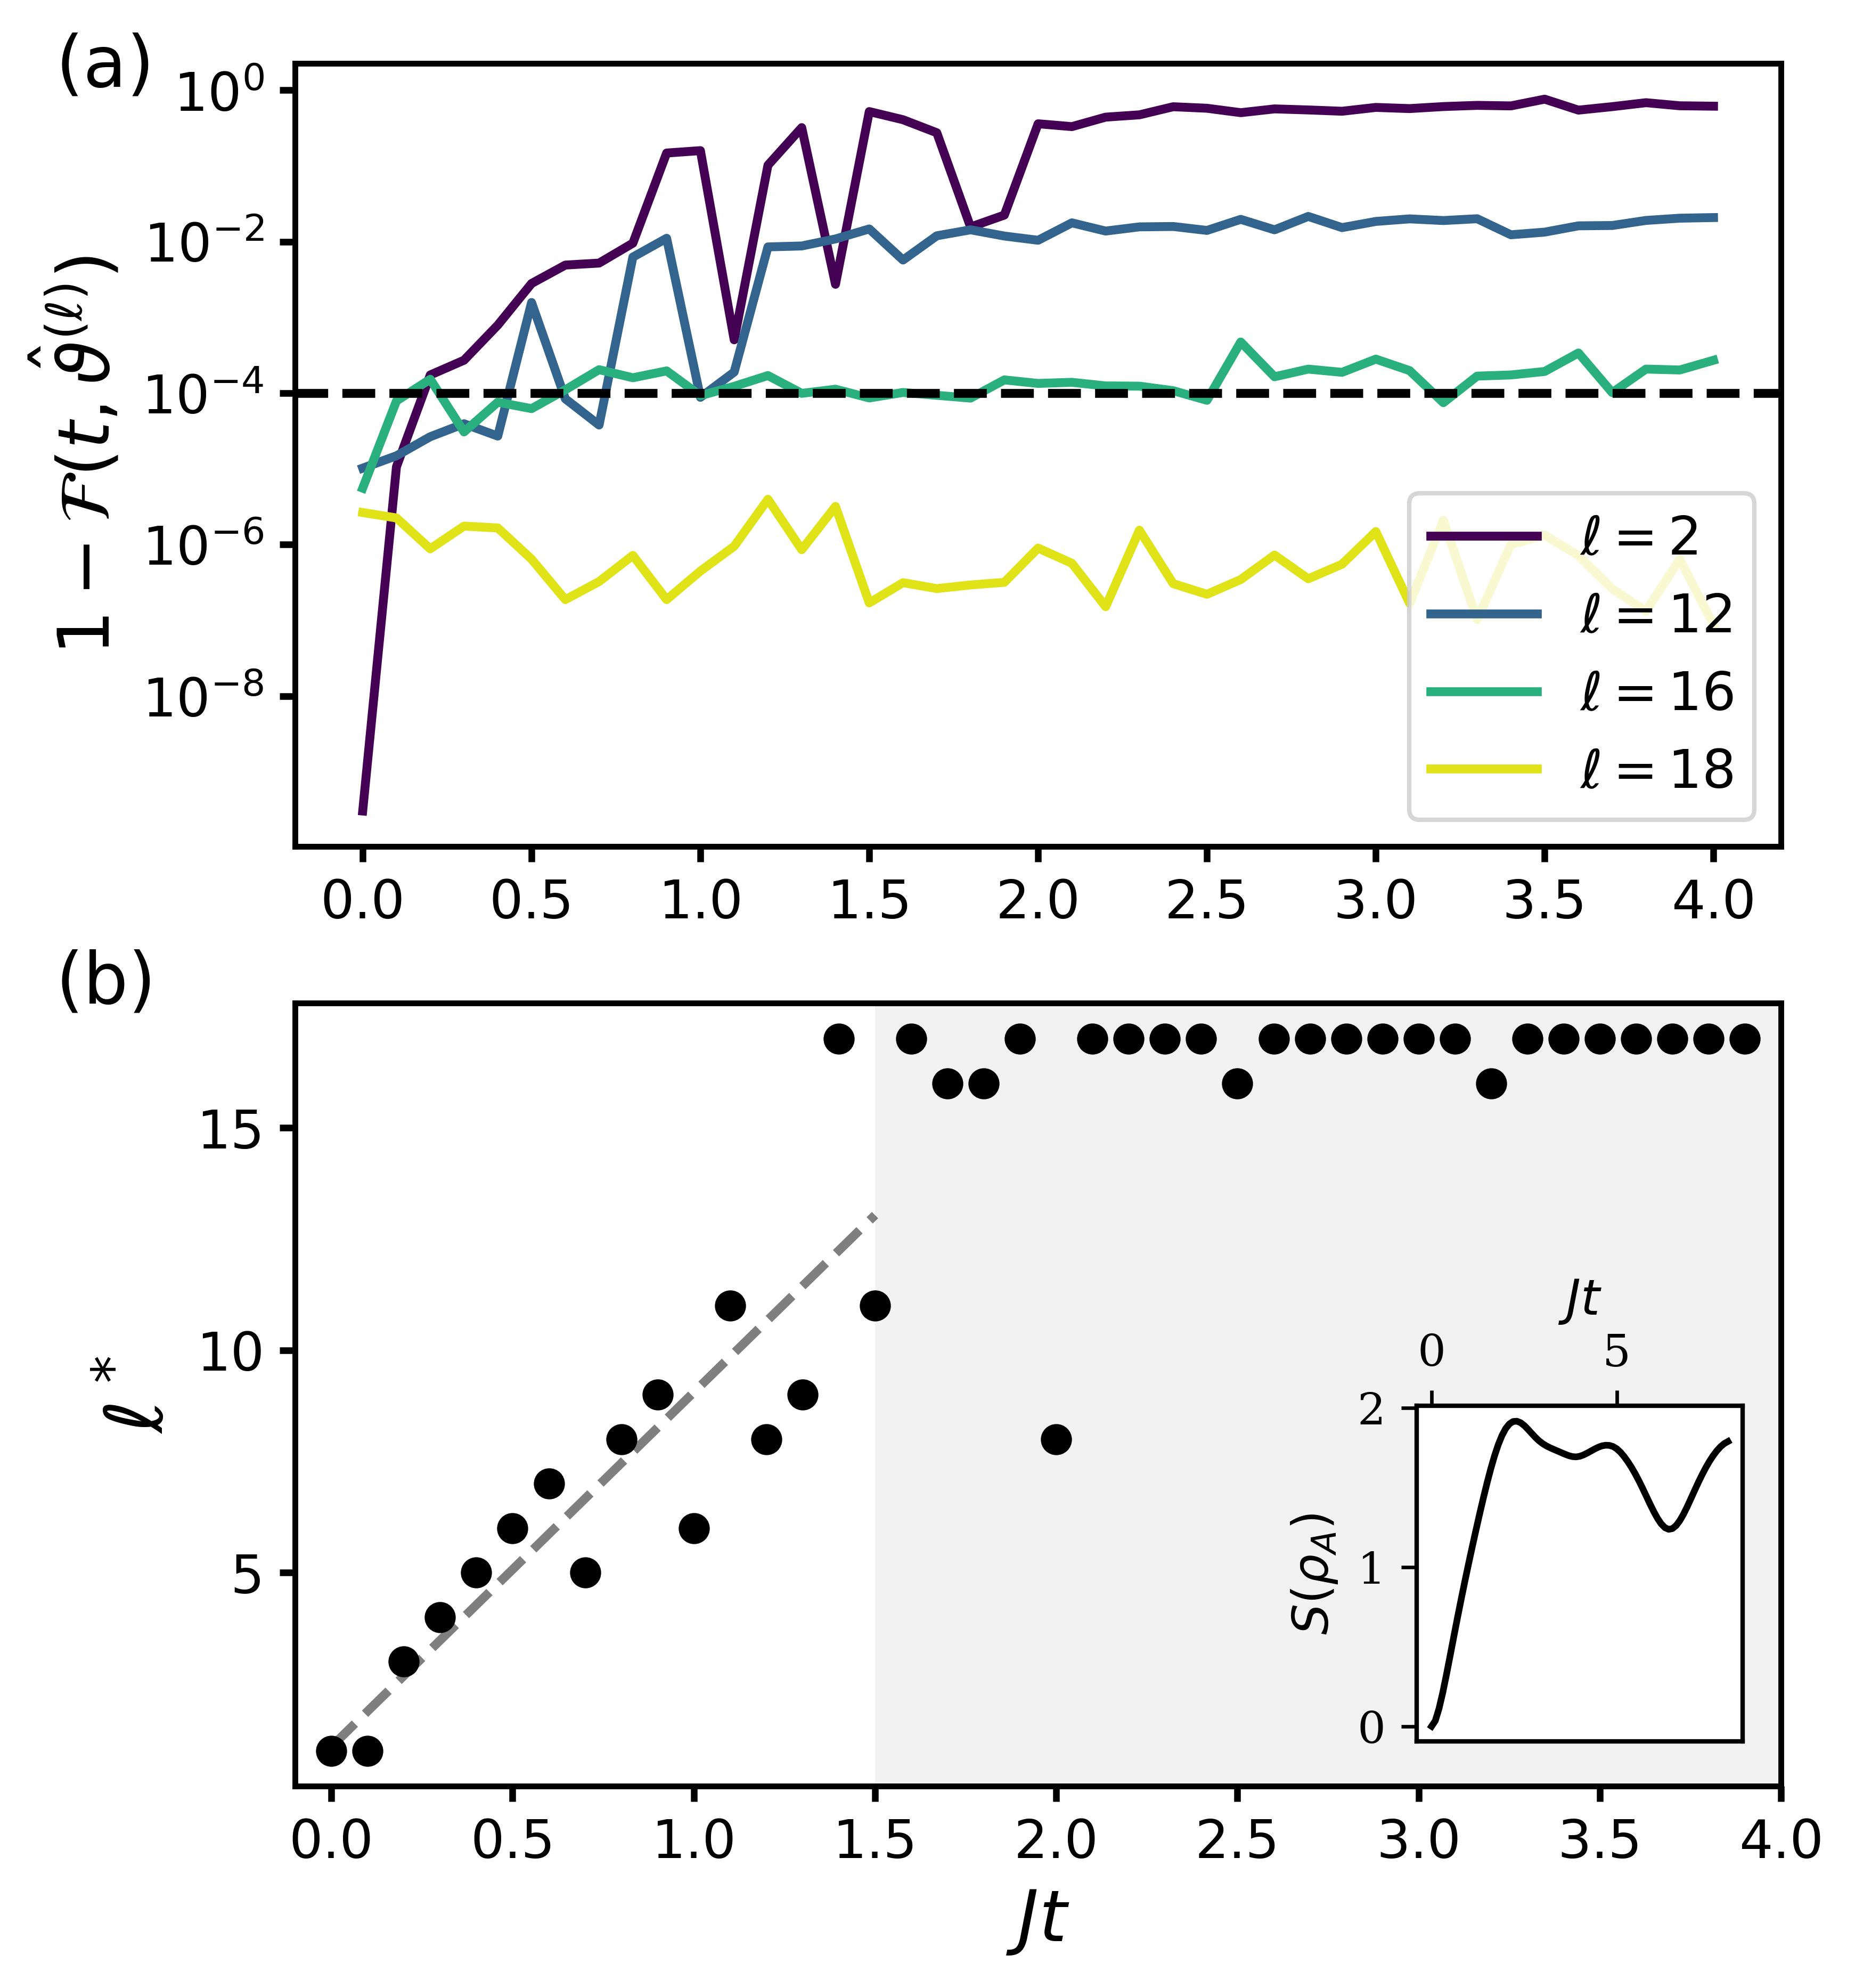 (a)
1 − ℱ(t, ϑ̂^(ℓ))
10^0
10^−2
10^−4
10^−6
10^−8
ℓ = 2
ℓ = 12
ℓ = 16
ℓ = 18
0.0 0.5 1.0 1.5 2.0 2.5 3.0 3.5 4.0
(b)
ℓ*
15
10
5
Jt
0 5
S(ρ_A)
2
1
0
0.0 0.5 1.0 1.5 2.0 2.5 3.0 3.5 4.0
Jt